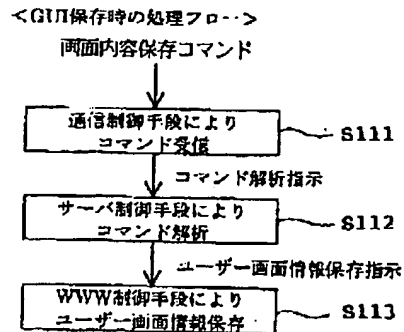 ＜GUI保存時の処理フロー＞
画面内容保存コマンド
通信制御手段により
コマンド受信
S111
コマンド解析指示
サーバ制御手段により
コマンド解析
S112
ユーザー画面情報保存指示
WWW制御手段により
ユーザー画面情報保存
S113